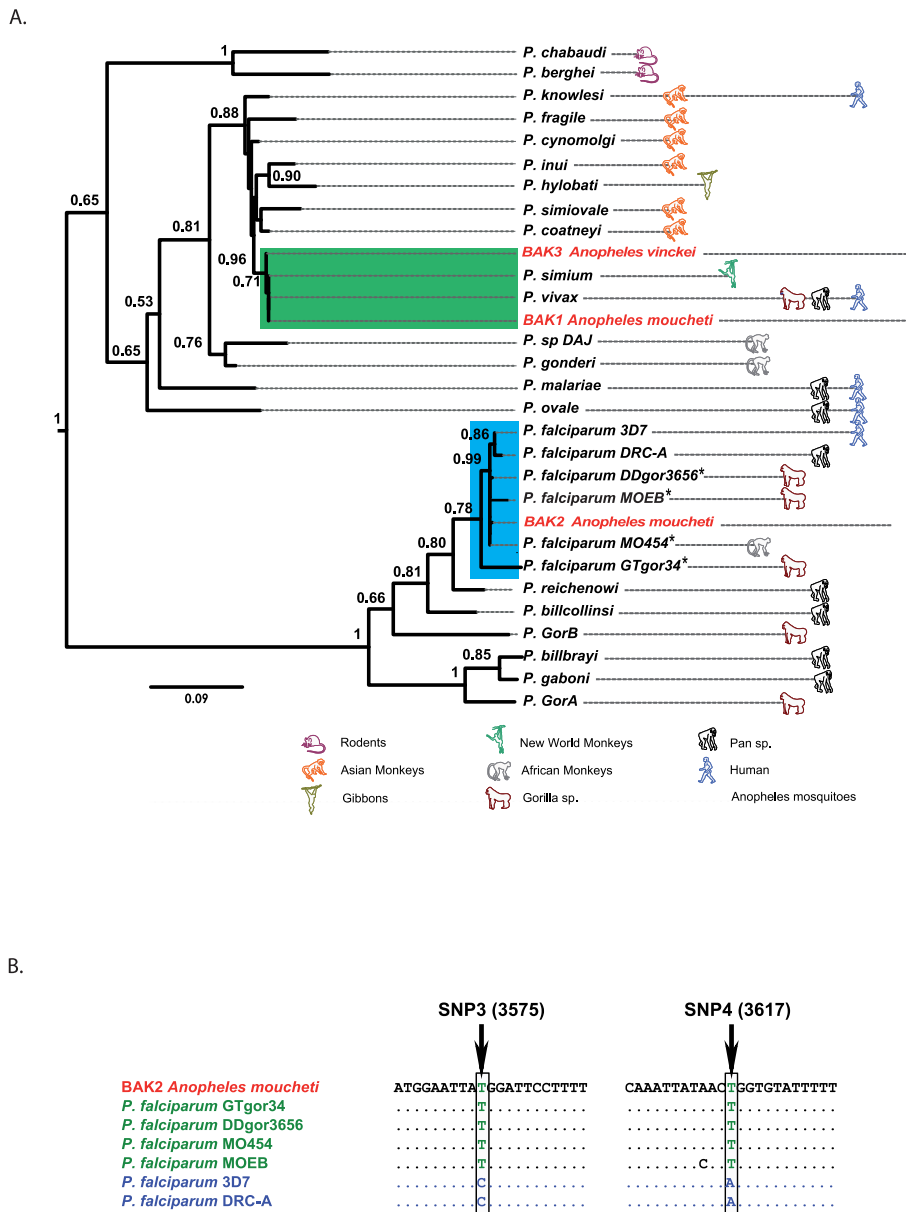 A.
1
P. chabaudi
P. berghei
P. knowlesi
0.88
P. fragile
P. cynomolgi
P. inui
0.90
P. hylobati
0.65
P. simiovale
0.81
P. coatneyi
BAK3 Anopheles vinckei
0.96
0.71
P. simium
P. vivax
0.53
BAK1 Anopheles moucheti
P. sp DAJ
0.76
0.65
P. gonderi
P. malariae
P. ovale
1
P. falciparum 3D7
0.86
P. falciparum DRC-A
0.99
P. falciparum DDgor3656*
P. falciparum MOEB*
0.78
BAK2 Anopheles moucheti
P. falciparum MO454*
0.80
P. falciparum GTgor34*
0.81
P. reichenowi
0.66
P. billcollinsi
1
P. GorB
0.85
P. billbrayi
1
P. gaboni
0.09
P. GorA
Rodents
New World Monkeys
Pan sp.
Asian Monkeys
African Monkeys
Human
Gibbons
Gorilla sp.
Anopheles mosquitoes
B.
SNP3 (3575)
SNP4 (3617)
BAK2 Anopheles moucheti ATGGAATTATGGATTCCTTTT CAAATTATAACTGGTGTATTTTT
P. falciparum GTgor34 .........T........... ...........T...........
P. falciparum DDgor3656 .........T........... ...........T...........
P. falciparum MO454 .........T........... ...........T...........
P. falciparum MOEB .........T........... ........C..T...........
P. falciparum 3D7 .........C........... ...........A...........
P. falciparum DRC-A .........C........... ...........A...........